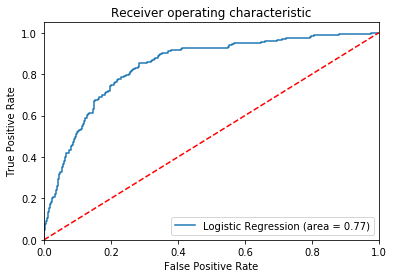 Receiver operating characteristic
1.0
0.8
0.6
0.4
0.2
0.0
True Positive Rate
Logistic Regression (area = 0.77)
0.0 0.2 0.4 0.6 0.8 1.0
False Positive Rate